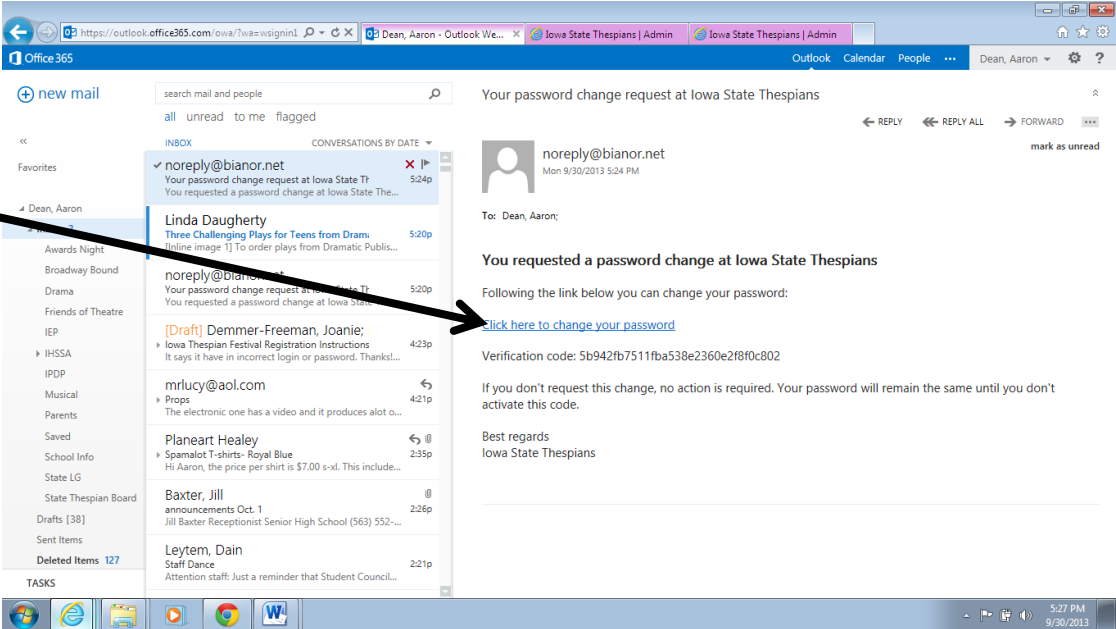 https://outlook.office365.com/owa/?wa=wsignin1
Dean, Aaron - Outlook We...
Iowa State Thespians | Admin
Iowa State Thespians | Admin
Office 365
Outlook Calendar People ... Dean, Aaron ?
new mail
search mail and people
all unread to me flagged
«
INBOX CONVERSATIONS BY DATE
Favorites
Dean, Aaron
Awards Night
Broadway Bound
Drama
Friends of Theatre
IEP
IHSSA
IPDP
Musical
Parents
Saved
School Info
State LG
State Thespian Board
Drafts [38]
Sent Items
Deleted Items 127
TASKS
noreply@bianor.net
Your password change request at Iowa State Th 5:24p
You requested a password change at Iowa State The...
Linda Daugherty
Three Challenging Plays for Teens from Drama 5:20p
[Inline image 1] To order plays from Dramatic Publis...
noreply@bianor.net
Your password change request at Iowa State Th 5:20p
You requested a password change at Iowa State
[Draft] Demmer-Freeman, Joanie;
Iowa Thespian Festival Registration Instructions 4:23p
It says it have in incorrect login or password. Thanks!...
mrlucy@aol.com
Props 4:21p
The electronic one has a video and it produces alot o...
Planeart Healey
Spamalot T-shirts- Royal Blue 2:35p
Hi Aaron, the price per shirt is $7.00 s-xl. This include...
Baxter, Jill
announcements Oct. 1 2:26p
Jill Baxter Receptionist Senior High School (563) 552-...
Leytem, Dain
Staff Dance 2:21p
Attention staff: Just a reminder that Student Council...
Your password change request at Iowa State Thespians
REPLY REPLY ALL FORWARD ...
mark as unread
noreply@bianor.net
Mon 9/30/2013 5:24 PM
To: Dean, Aaron;
You requested a password change at Iowa State Thespians
Following the link below you can change your password:
Click here to change your password
Verification code: 5b942fb7511fba538e2360e2f8f0c802
If you don't request this change, no action is required. Your password will remain the same until you don't
activate this code.
Best regards
Iowa State Thespians
5:27 PM
9/30/2013